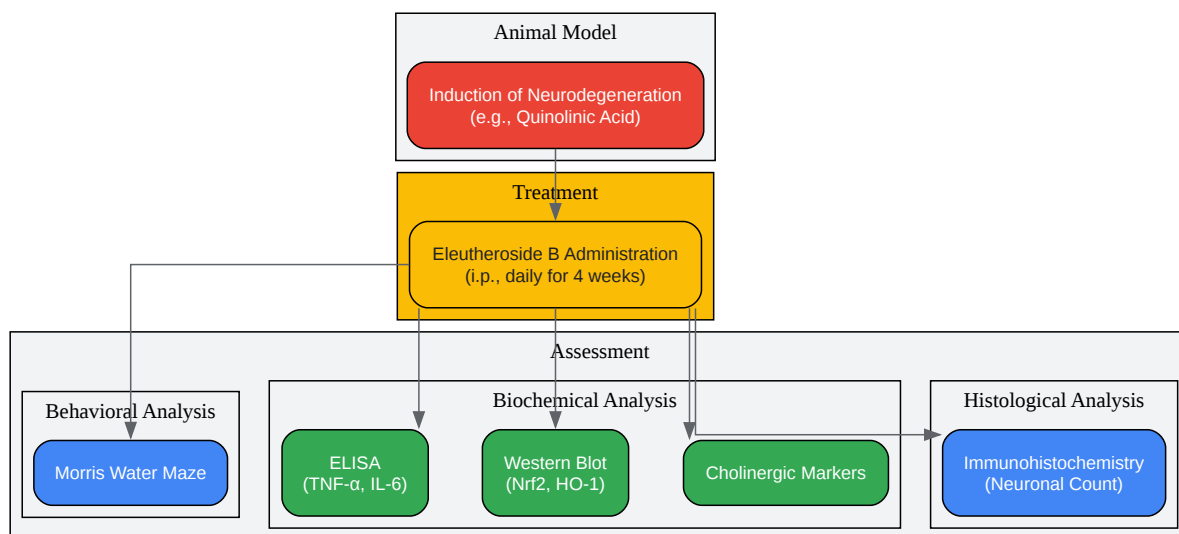 Animal Model
Induction of Neurodegeneration
(e.g., Quinolinic Acid)
Treatment
Eleutheroside B Administration
(i.p., daily for 4 weeks)
Assessment
Behavioral Analysis
Morris Water Maze
Biochemical Analysis
ELISA
(TNF-α, IL-6)
Western Blot
(Nrf2, HO-1)
Cholinergic Markers
Histological Analysis
Immunohistochemistry
(Neuronal Count)